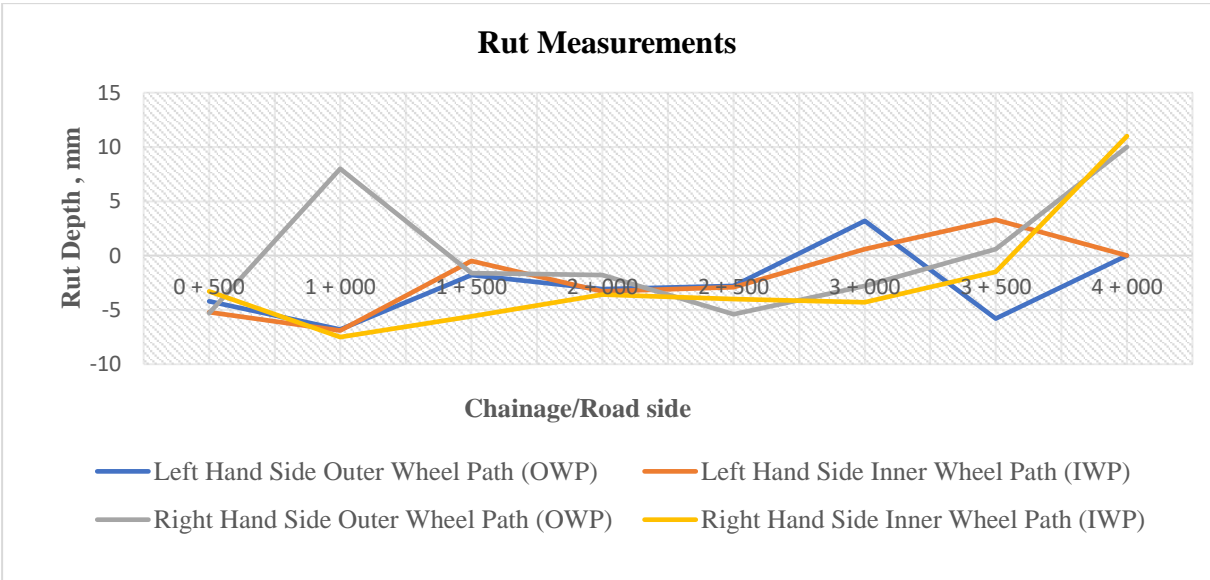 Rut Measurements
15
10
5
0
-5
-10
Rut Depth , mm
0 + 500 1 + 000 1 + 500 2 + 000 2 + 500 3 + 000 3 + 500 4 + 000
Chainage/Road side
Left Hand Side Outer Wheel Path (OWP) Left Hand Side Inner Wheel Path (IWP)
Right Hand Side Outer Wheel Path (OWP) Right Hand Side Inner Wheel Path (IWP)